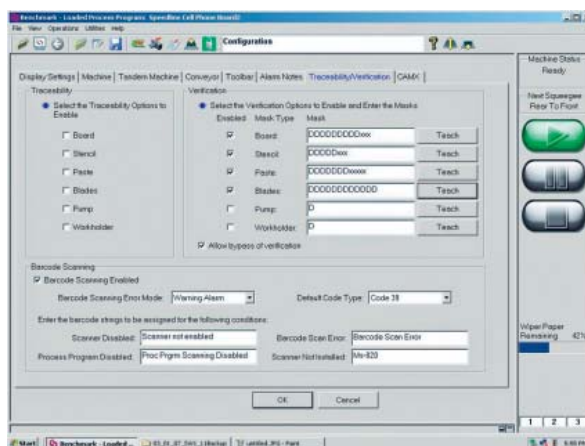 Benchmark - Loaded Process Programs Speedline Cell Phone Board2
File View Operations Utilities Help
Configuration
Machine Status
Ready
Display Settings Machine Tandem Machine Conveyor Toolbar Alarm Notes Traceability/Verification CAMX
Next Squeegee
Rear To Front
Traceability
Select the Traceability Options to Enable
Board
Stencil
Paste
Blades
Pump
Workholder
Verification
Select the Verification Options to Enable and Enter the Masks
Enabled Mask Type Mask
Board: Teach
Stencil: DDDDDxxx Teach
Paste: Teach
Blades: Teach
Pump: D Teach
Workholder: D Teach
Allow bypass of verification
Barcode Scanning
Barcode Scanning Enabled
Barcode Scanning Error Mode: Warning Alarm Default Code Type: Code 39
Enter the barcode strings to be assigned for the following conditions:
Scanner Disabled: Scanner not enabled Barcode Scan Error: Barcode Scan Error
Process Program Disabled: Proc Prgrm Scanning Disabled Scanner Not Installed: Ms-820
Wiper Paper
Remaining 42%
OK Cancel
1 2 3
Start Benchmark - Loaded ... untitled.JPG - Paint